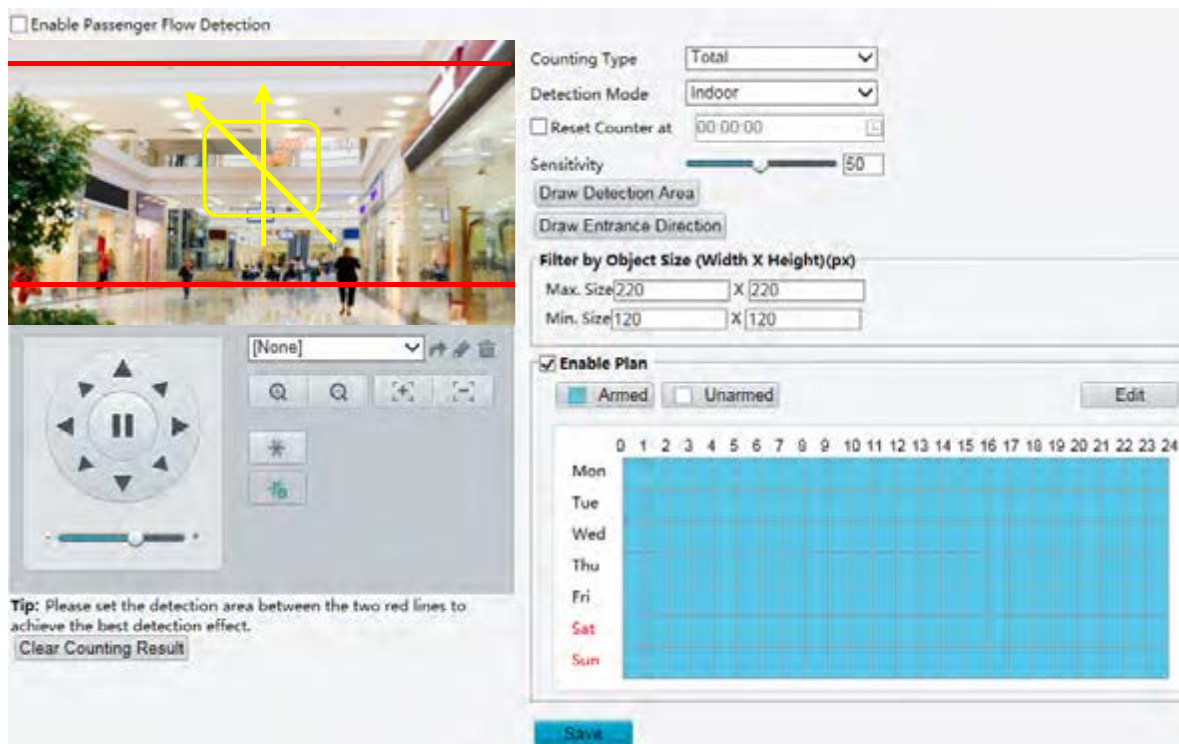 Enable Passenger Flow Detection
Counting Type Total
Detection Mode Indoor
Reset Counter at 00:00:00
Sensitivity 50
Draw Detection Area
Draw Entrance Direction
Filter by Object Size (Width X Height)(px)
Max. Size 220 X 220
Min. Size 120 X 120
[None]
Enable Plan
Armed Unarmed Edit
0 1 2 3 4 5 6 7 8 9 10 11 12 13 14 15 16 17 18 19 20 21 22 23 24
Mon
Tue
Wed
Thu
Fri
Sat
Sun
Tip: Please set the detection area between the two red lines to
achieve the best detection effect.
Clear Counting Result
Save